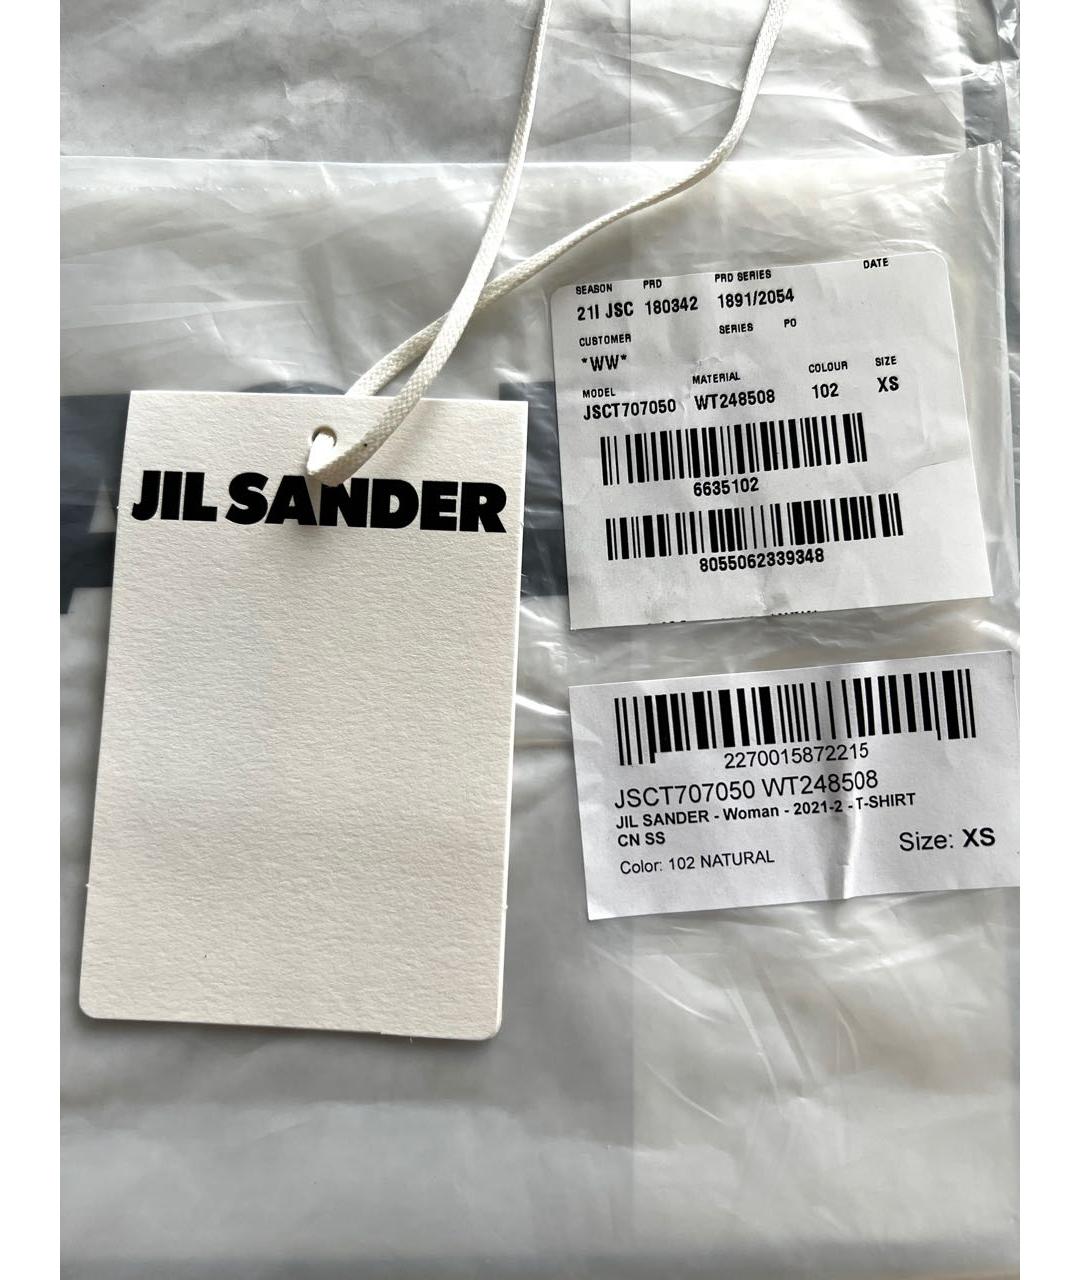 JIL SANDER
SEASON PRD PRD SERIES DATE
21I JSC 180342 1891/2054
CUSTOMER SERIES PO
*WW*
MODEL MATERIAL COLOUR SIZE
JSCT707050 WT248508 102 XS
6635102
8055062339348
2270015872215
JSCT707050 WT248508
JIL SANDER - Woman - 2021-2 - T-SHIRT
CN SS
Size: XS
Color: 102 NATURAL